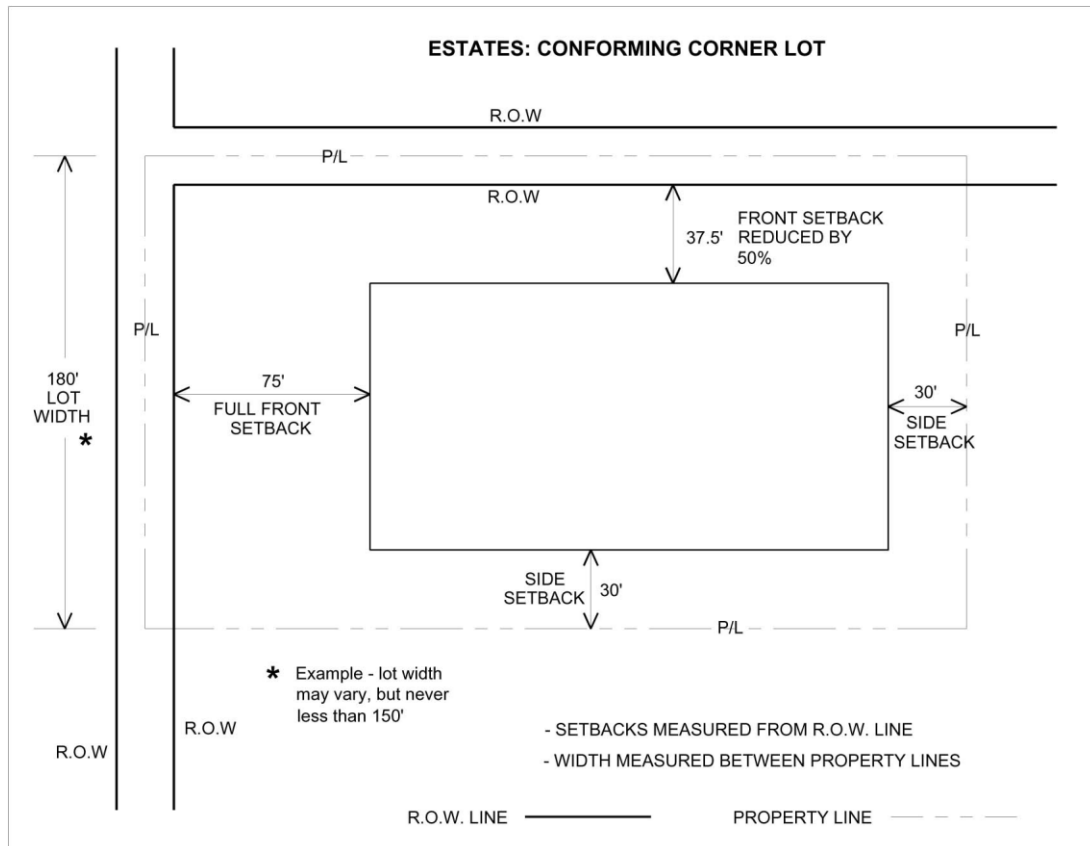 ESTATES: CONFORMING CORNER LOT
R.O.W
P/L
R.O.W
37.5'
FRONT SETBACK
REDUCED BY
50%
P/L
P/L
180'
LOT
WIDTH
*
75'
FULL FRONT
SETBACK
30'
SIDE
SETBACK
SIDE
SETBACK
30'
P/L
* Example - lot width
may vary, but never
less than 150'
R.O.W
R.O.W
- SETBACKS MEASURED FROM R.O.W. LINE
- WIDTH MEASURED BETWEEN PROPERTY LINES
R.O.W. LINE
PROPERTY LINE